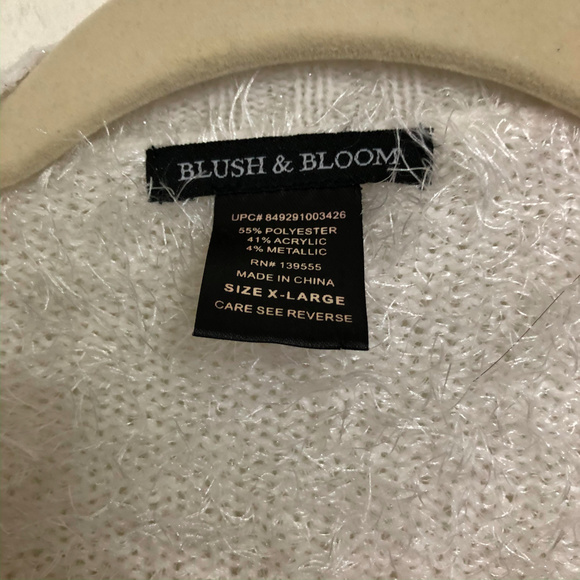 BLUSH & BLOOM
UPC# 849291003426
55% POLYESTER
41% ACRYLIC
4% METALLIC
RN# 139555
MADE IN CHINA
SIZE X-LARGE
CARE SEE REVERSE